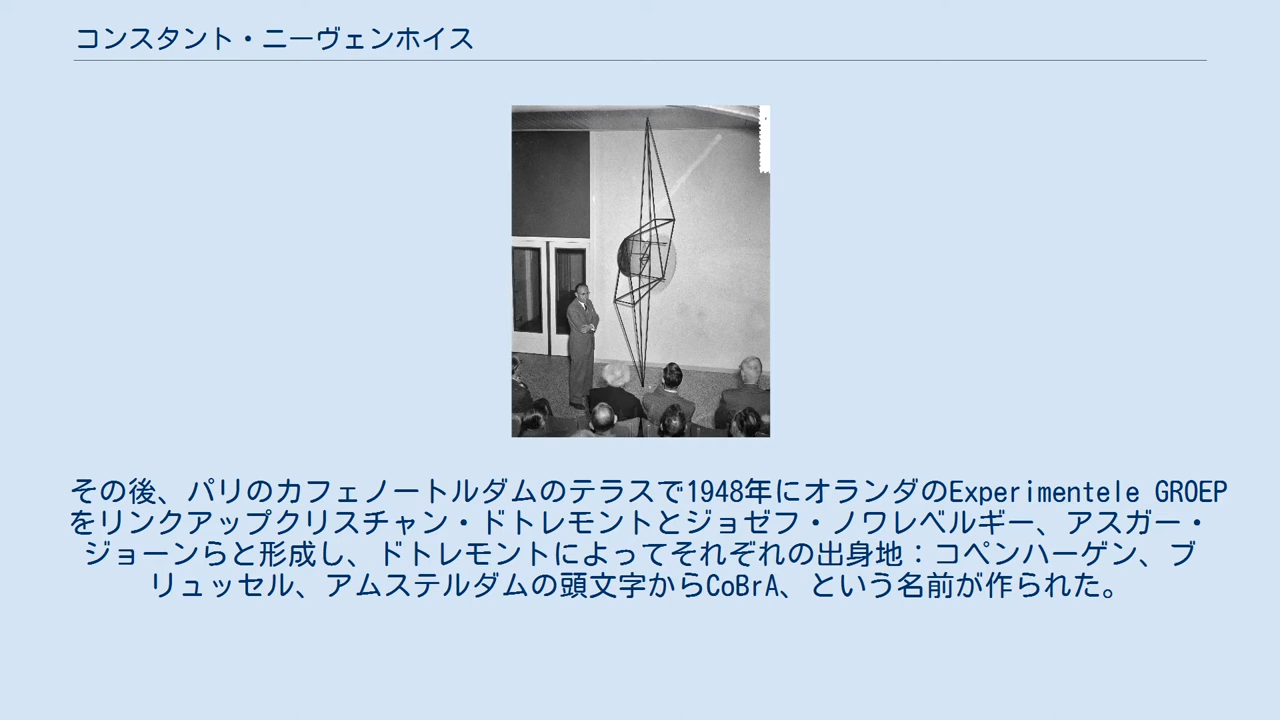 コンスタント・ニーヴェンホイス
その後、パリのカフェノートルダムのテラスで1948年にオランダのExperimentele GROEP
をリンクアップクリスチャン・ドトレモントとジョゼフ・ノワレベルギー、アスガー・
ジョーンらと形成し、ドトレモントによってそれぞれの出身地：コペンハーゲン、ブ
リュッセル、アムステルダムの頭文字からCoBrA、という名前が作られた。